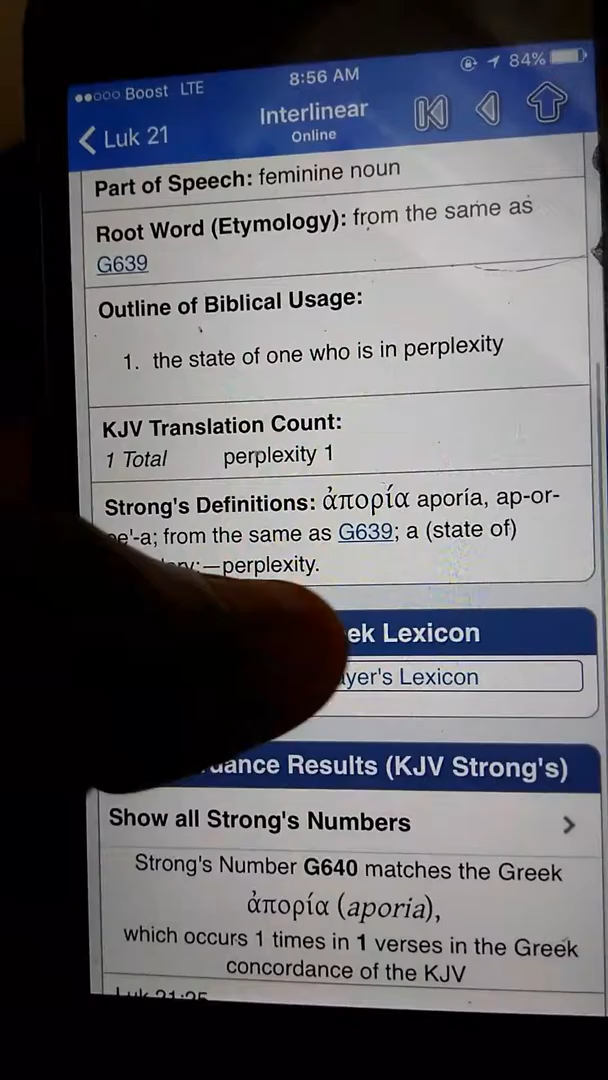 Boost LTE 8:56 AM 84%
Luk 21 Interlinear
Online
Part of Speech: feminine noun
Root Word (Etymology): from the same as
G639
Outline of Biblical Usage:
1. the state of one who is in perplexity
KJV Translation Count:
1 Total perplexity 1
Strong's Definitions: ἀπορία aporía, ap-or-
ee'-a; from the same as G639; a (state of)
:—perplexity.
Lexicon
Lexicon
Results (KJV Strong's)
Show all Strong's Numbers
Strong's Number G640 matches the Greek
ἀπορία (aporia),
which occurs 1 times in 1 verses in the Greek
concordance of the KJV
Luk 21:25